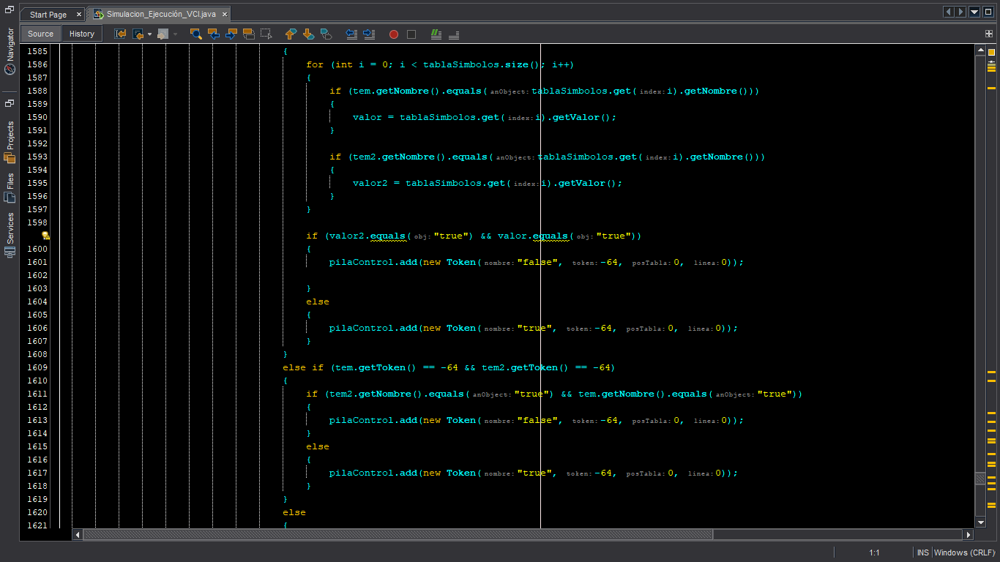 Start Page
Simulacion_Ejecución_VCI.java
Source History
Navigator
Projects
Files
Services
1585 {
1586 for (int i = 0; i < tablaSimbolos.size(); i++)
1587 {
1588 if (tem.getNombre().equals( anObject: tablaSimbolos.get( index: i).getNombre()))
1589 {
1590 valor = tablaSimbolos.get( index: i).getValor();
1591 }
1592
1593 if (tem2.getNombre().equals( anObject: tablaSimbolos.get( index: i).getNombre()))
1594 {
1595 valor2 = tablaSimbolos.get( index: i).getValor();
1596 }
1597 }
1598
if (valor2.equals( obj: "true") && valor.equals( obj: "true"))
1600 {
1601 pilaControl.add(new Token( nombre: "false", token: -64, posTabla: 0, linea: 0));
1602
1603 }
1604 else
1605 {
1606 pilaControl.add(new Token( nombre: "true", token: -64, posTabla: 0, linea: 0));
1607 }
1608 }
1609 else if (tem.getToken() == -64 && tem2.getToken() == -64)
1610 {
1611 if (tem2.getNombre().equals( anObject: "true") && tem.getNombre().equals( anObject: "true"))
1612 {
1613 pilaControl.add(new Token( nombre: "false", token: -64, posTabla: 0, linea: 0));
1614 }
1615 else
1616 {
1617 pilaControl.add(new Token( nombre: "true", token: -64, posTabla: 0, linea: 0));
1618 }
1619 }
1620 else
1621 {
1:1 INS Windows (CRLF)